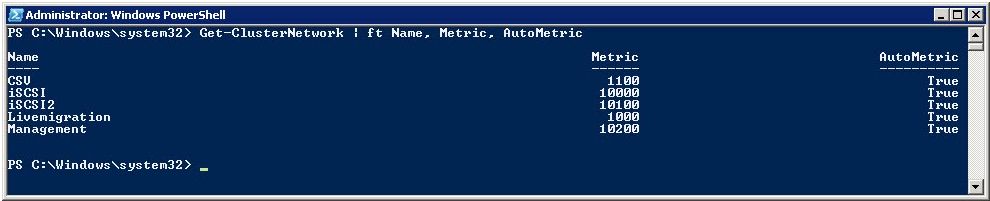 Administrator: Windows PowerShell
PS C:\Windows\system32> Get-ClusterNetwork | ft Name, Metric, AutoMetric
Name Metric AutoMetric
---- ------ ----------
CSV 1100 True
iSCSI 10000 True
iSCSI2 10100 True
Livemigration 1000 True
Management 10200 True
PS C:\Windows\system32> _